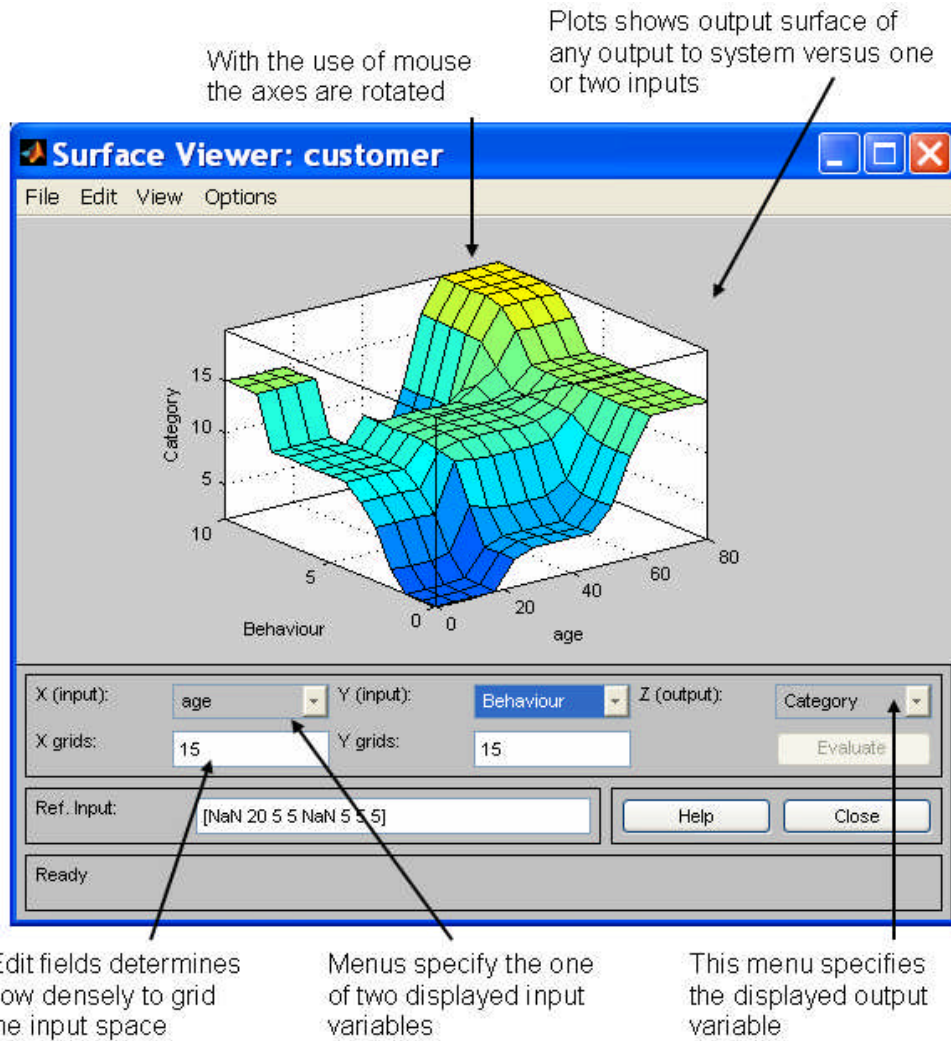 Plots shows output surface of
any output to system versus one
or two inputs
With the use of mouse
the axes are rotated
Surface Viewer: customer
File Edit View Options
15
10
5
Category
10
5
0
Behaviour
0
20
40
60
80
age
X (input): age Y (input): Behaviour Z (output): Category
X grids: 15 Y grids: 15 Evaluate
Ref. Input: [NaN 20 5 5 NaN 5 5 5] Help Close
Ready
Edit fields determines
how densely to grid
the input space
Menus specify the one
of two displayed input
variables
This menu specifies
the displayed output
variable